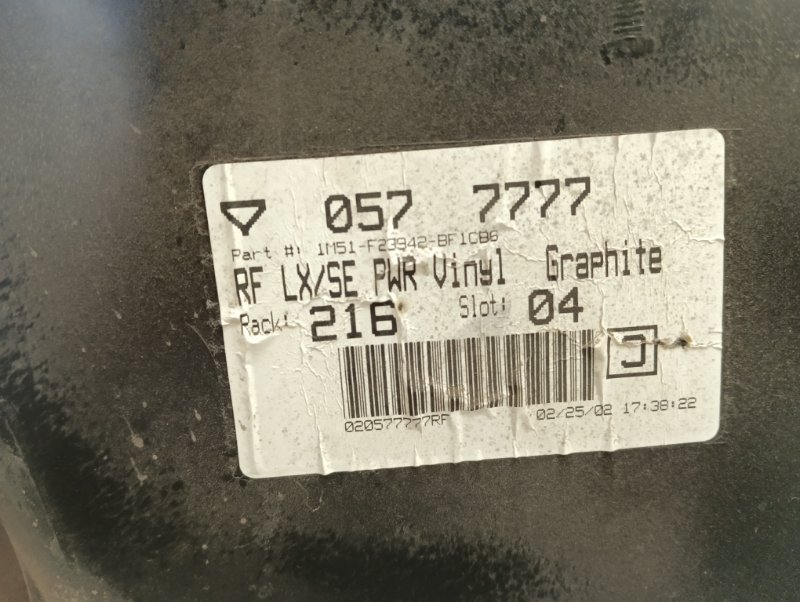 057 7777
Part #: 1M51-F23942-BF1CB6
RF LX/SE PWR Vinyl Graphite
Rack: 216 Slot: 04
J
020577777RF 02/25/02 17:38:22